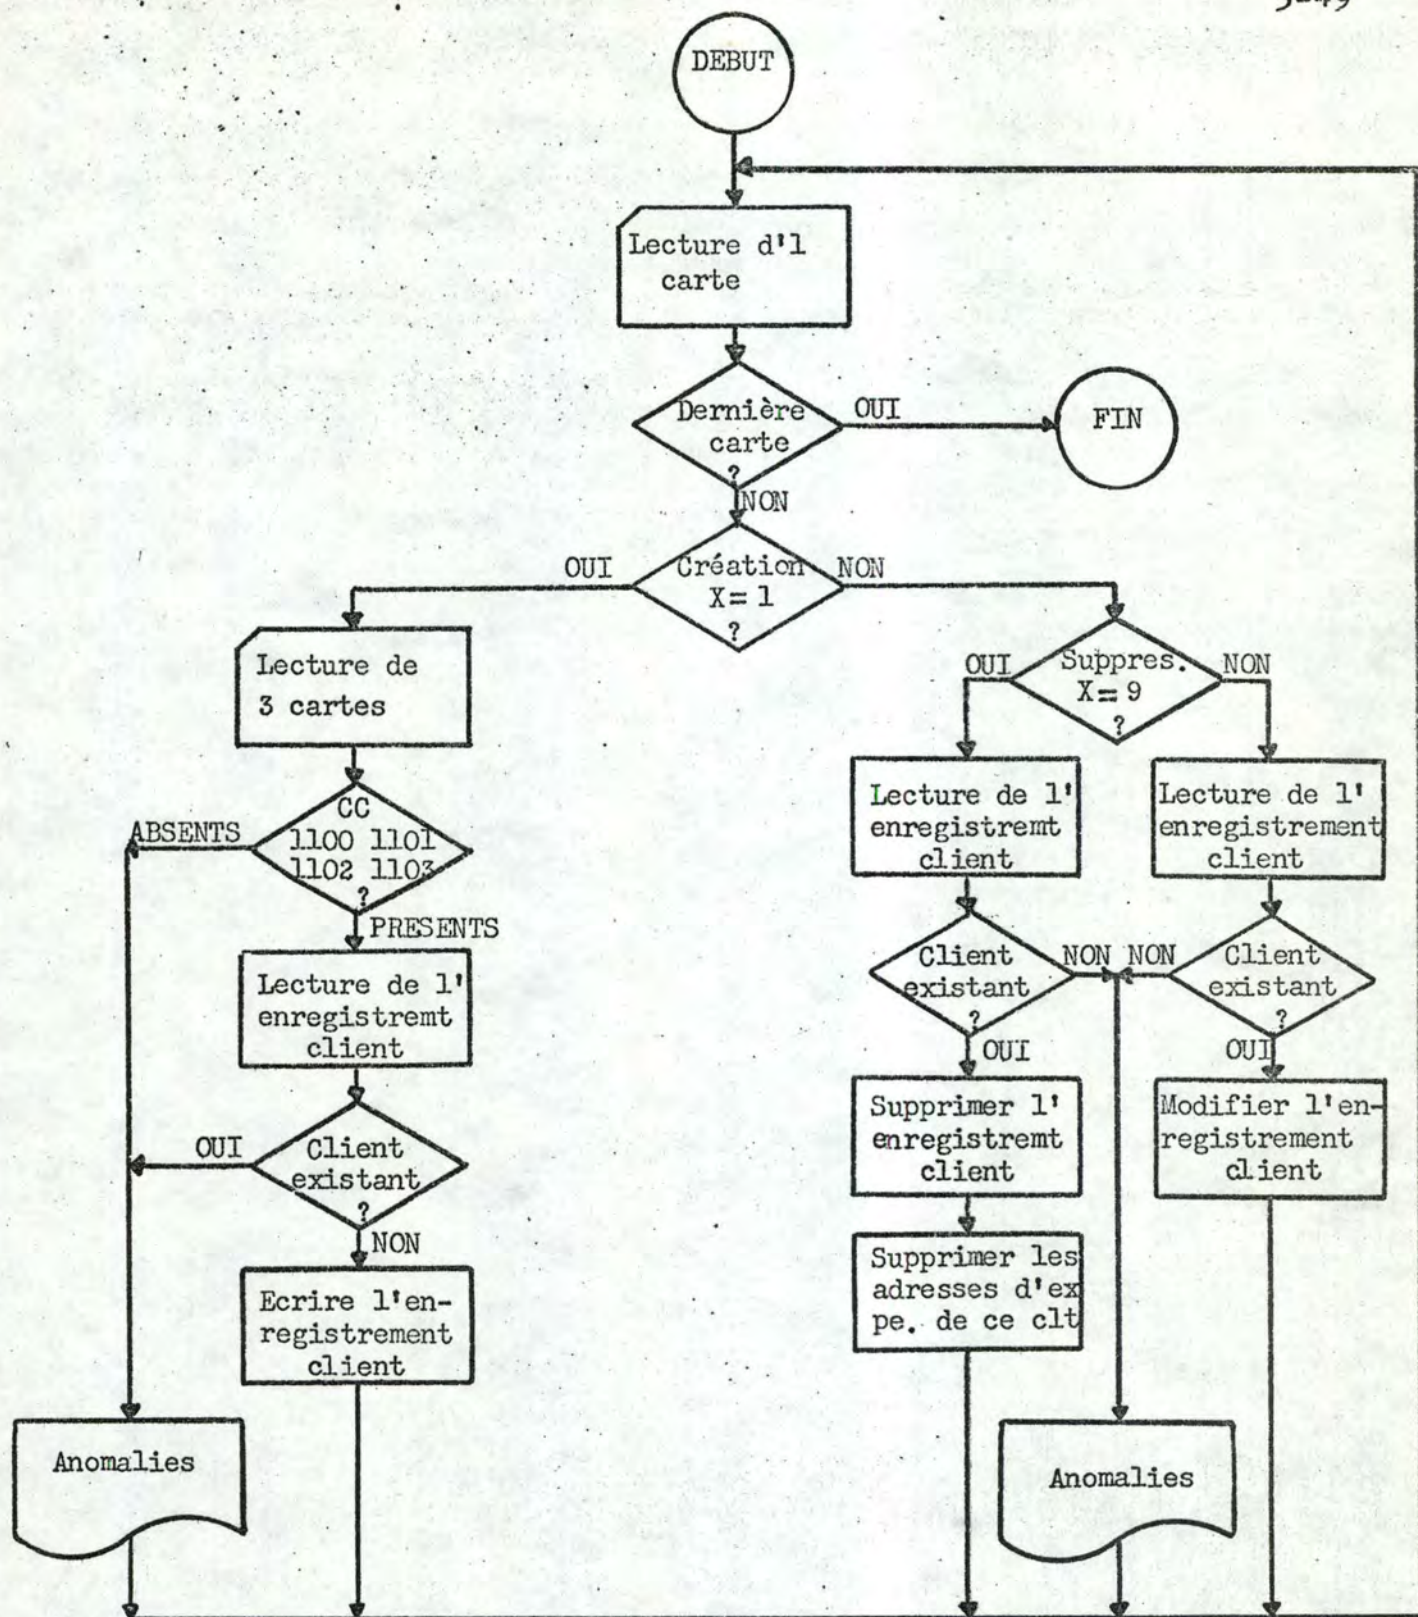 DEBUT
Lecture d'1
carte
Dernière
carte
?
OUI
FIN
NON
Création
X= 1
?
OUI
NON
Lecture de
3 cartes
Suppres.
X= 9
?
OUI
NON
CC
1100 1101
1102 1103
?
ABSENTS
PRESENTS
Lecture de l'
enregistremt
client
Lecture de l'
enregistrement
client
Lecture de l'
enregistremt
client
Client
existant
?
NON
NON
Client
existant
?
OUI
OUI
Client
existant
?
OUI
NON
Supprimer l'
enregistremt
client
Modifier l'en-
registrement
client
Ecrire l'en-
registrement
client
Supprimer les
adresses d'ex
pe. de ce clt
Anomalies
Anomalies